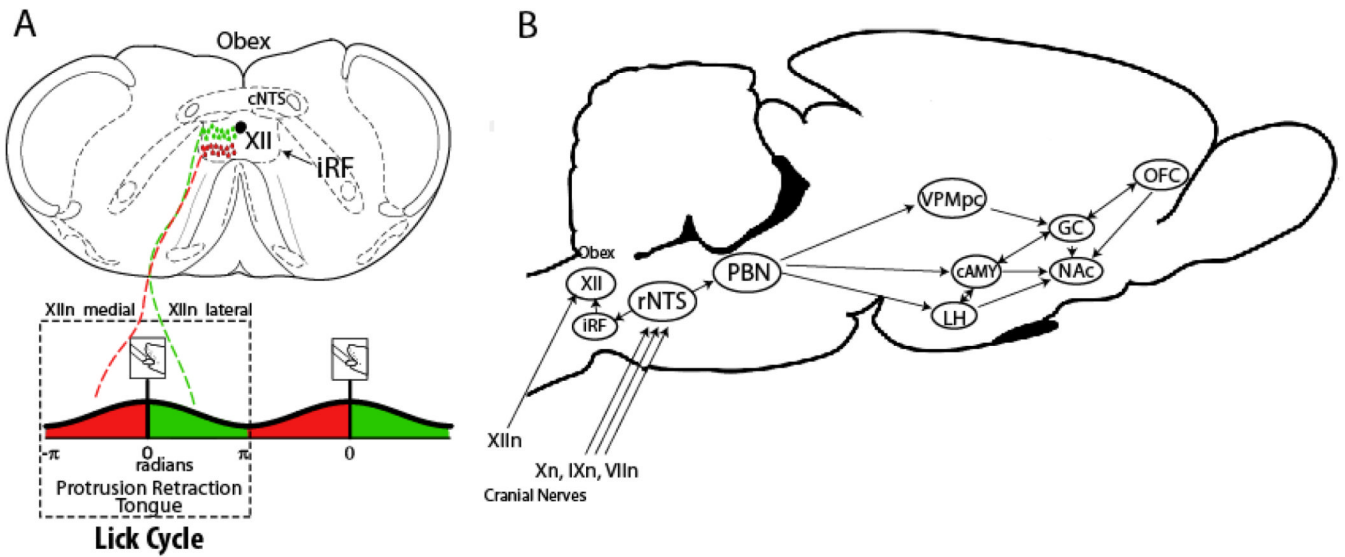 A
Obex
cNTS
XII
iRF
XIIn medial XIIn lateral
-π 0 π 0
radians
Protrusion Retraction
Tongue
Lick Cycle
B
OFC
VPMpc
GC
Obex
PBN
cAMY
NAc
XII
rNTS
LH
iRF
XIIn
Xn, IXn, VIIn
Cranial Nerves